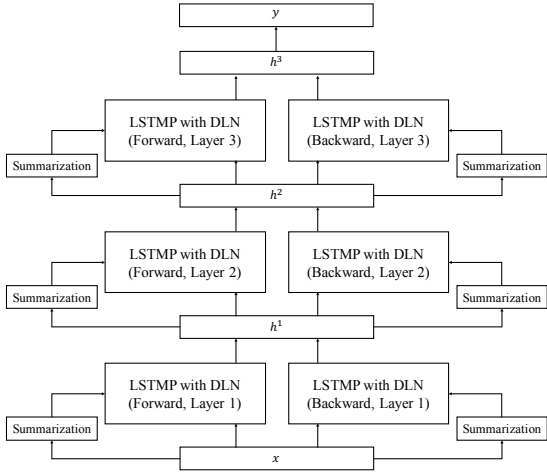 y
h³
LSTMP with DLN
(Forward, Layer 3)
LSTMP with DLN
(Backward, Layer 3)
Summarization
Summarization
h²
LSTMP with DLN
(Forward, Layer 2)
LSTMP with DLN
(Backward, Layer 2)
Summarization
Summarization
h¹
LSTMP with DLN
(Forward, Layer 1)
LSTMP with DLN
(Backward, Layer 1)
Summarization
Summarization
x